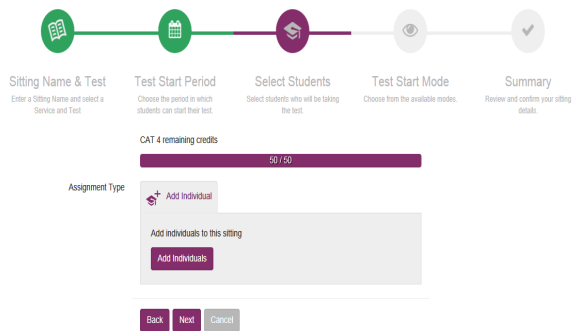 Sitting Name & Test
Enter a Sitting Name and select a
Service and Test
Test Start Period
Choose the period in which
students can start their test.
Select Students
Select students who will be taking
the test.
Test Start Mode
Choose from the available modes.
Summary
Review and confirm your sitting
details.
CAT 4 remaining credits
50 / 50
Assignment Type
Add Individual
Add individuals to this sitting
Add Individuals
Back Next Cancel